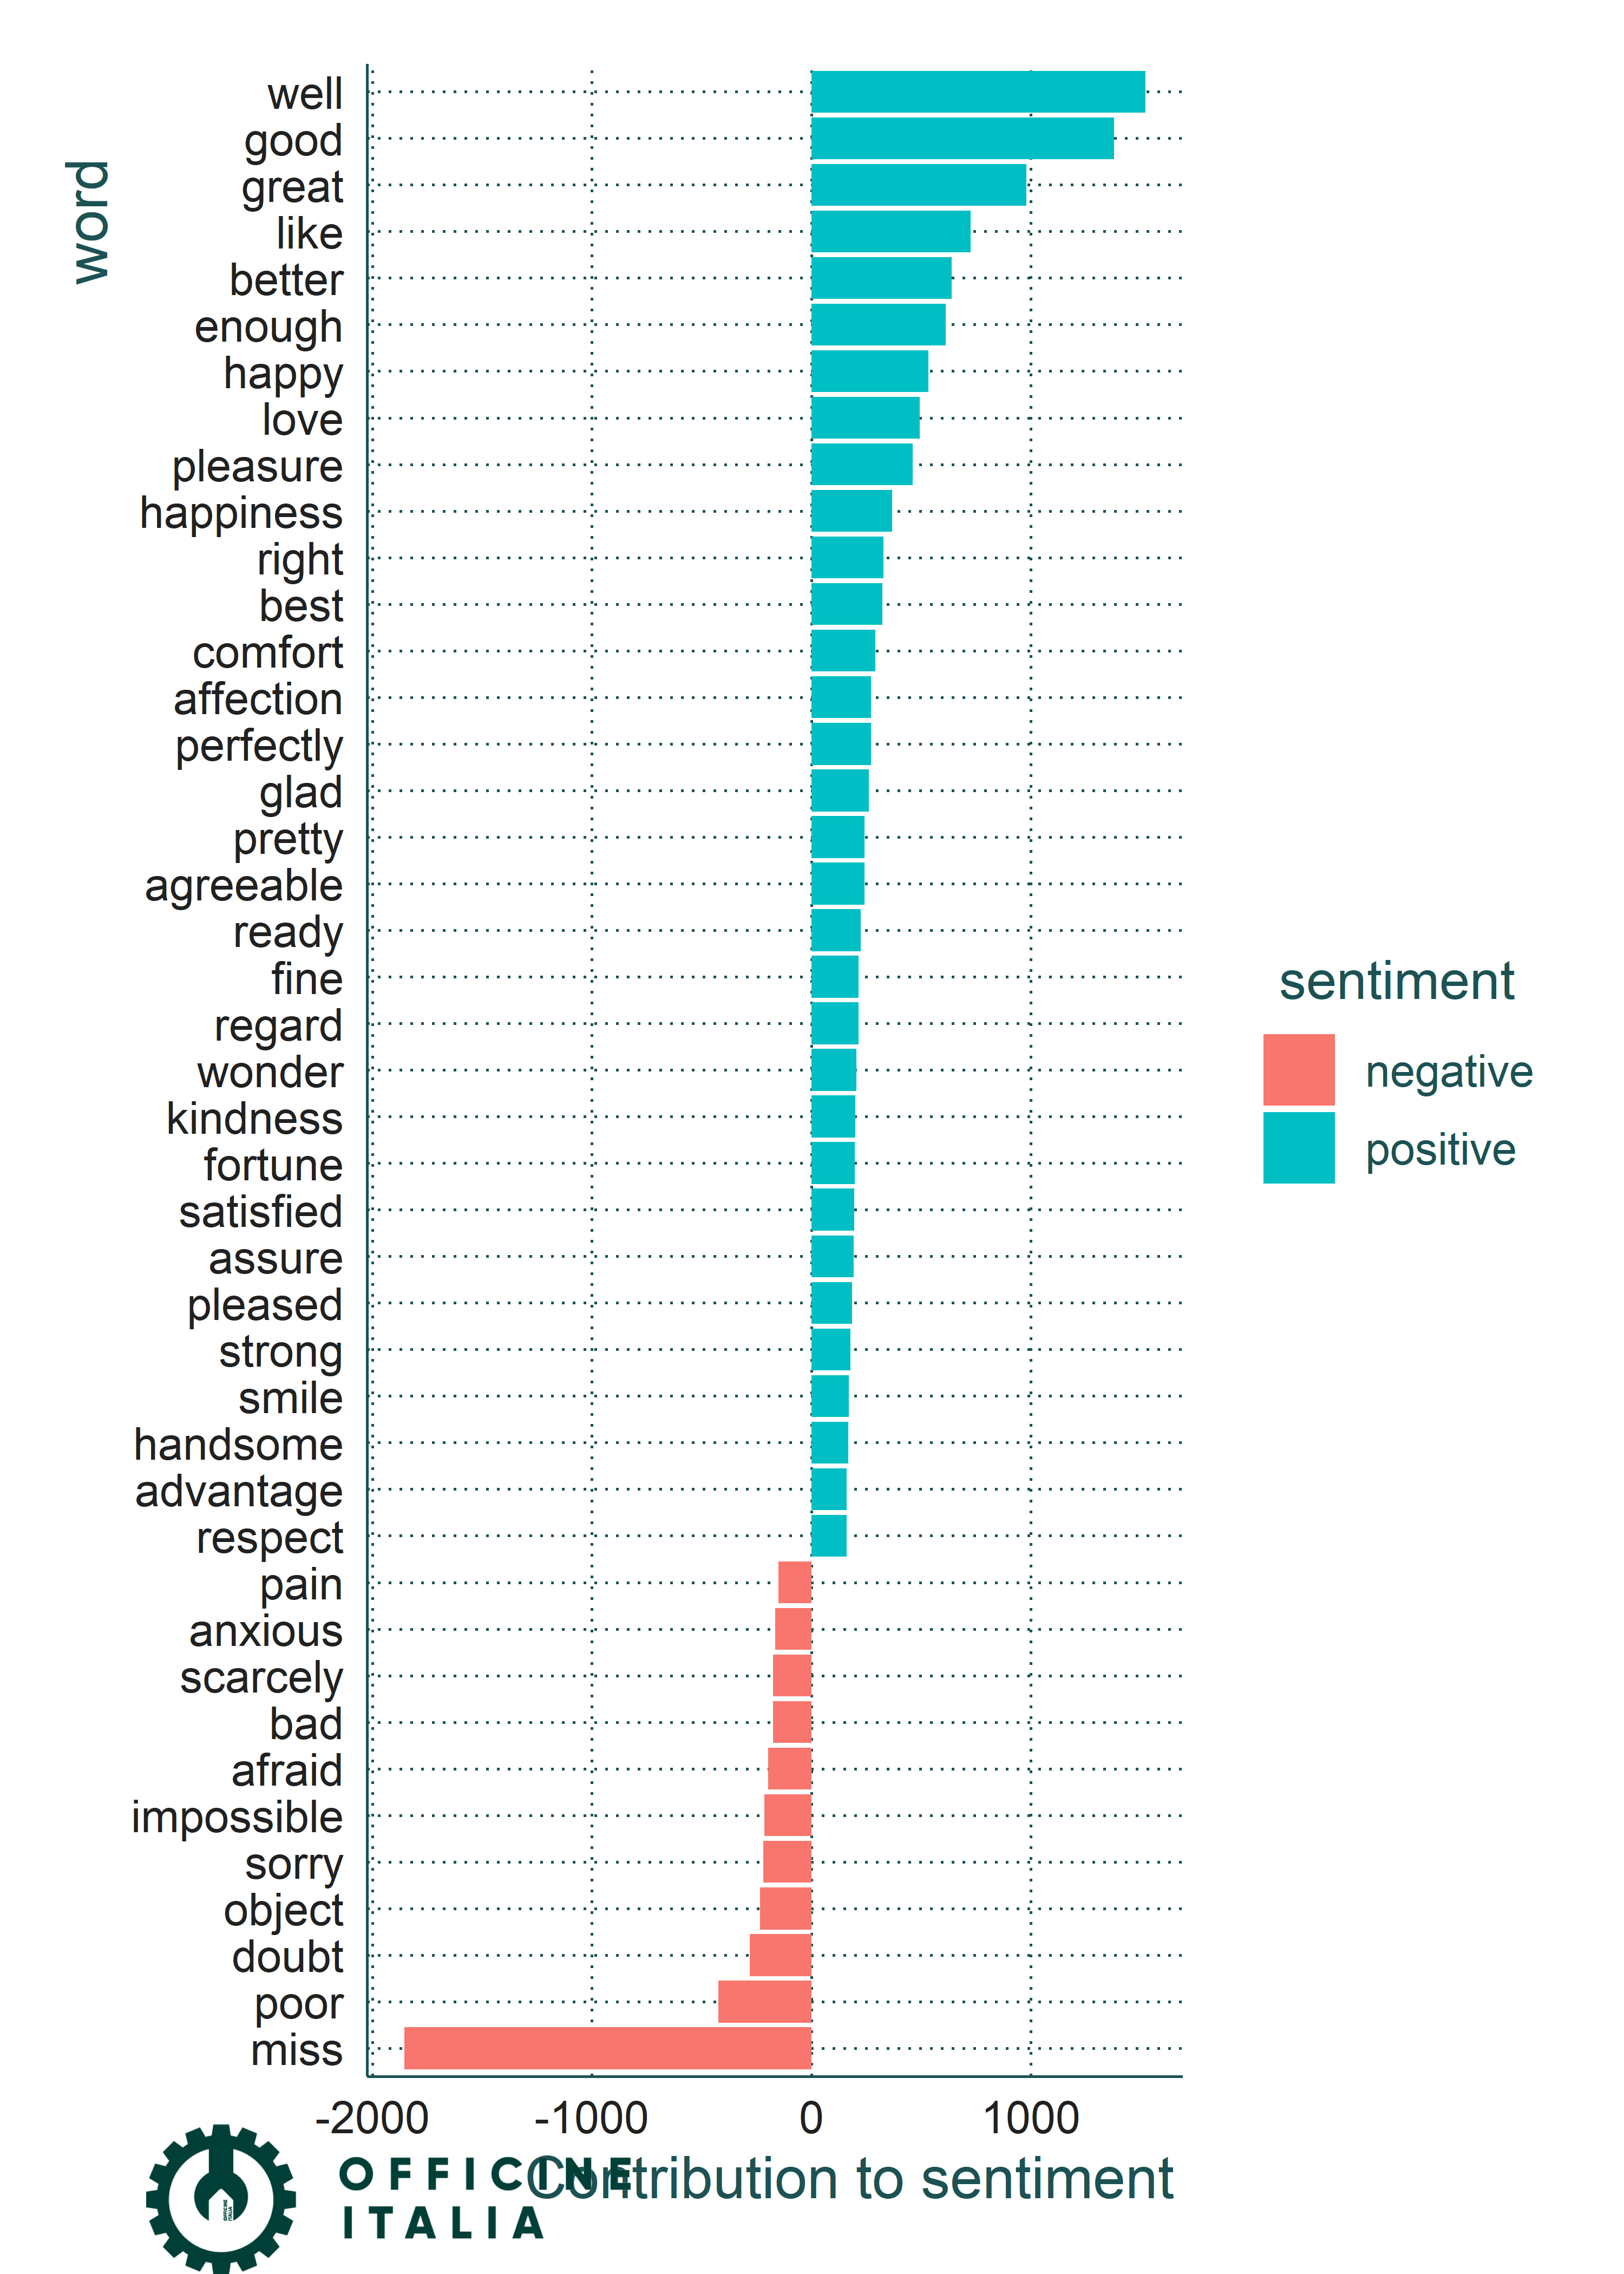 word
well
good
great
like
better
enough
happy
love
pleasure
happiness
right
best
comfort
affection
perfectly
glad
pretty
agreeable
ready
fine
regard
wonder
kindness
fortune
satisfied
assure
pleased
strong
smile
handsome
advantage
respect
pain
anxious
scarcely
bad
afraid
impossible
sorry
object
doubt
poor
miss
-2000 -1000 0 1000
Contribution to sentiment
sentiment
negative
positive
OFFICINE
ITALIA
OFFICINE
ITALIA